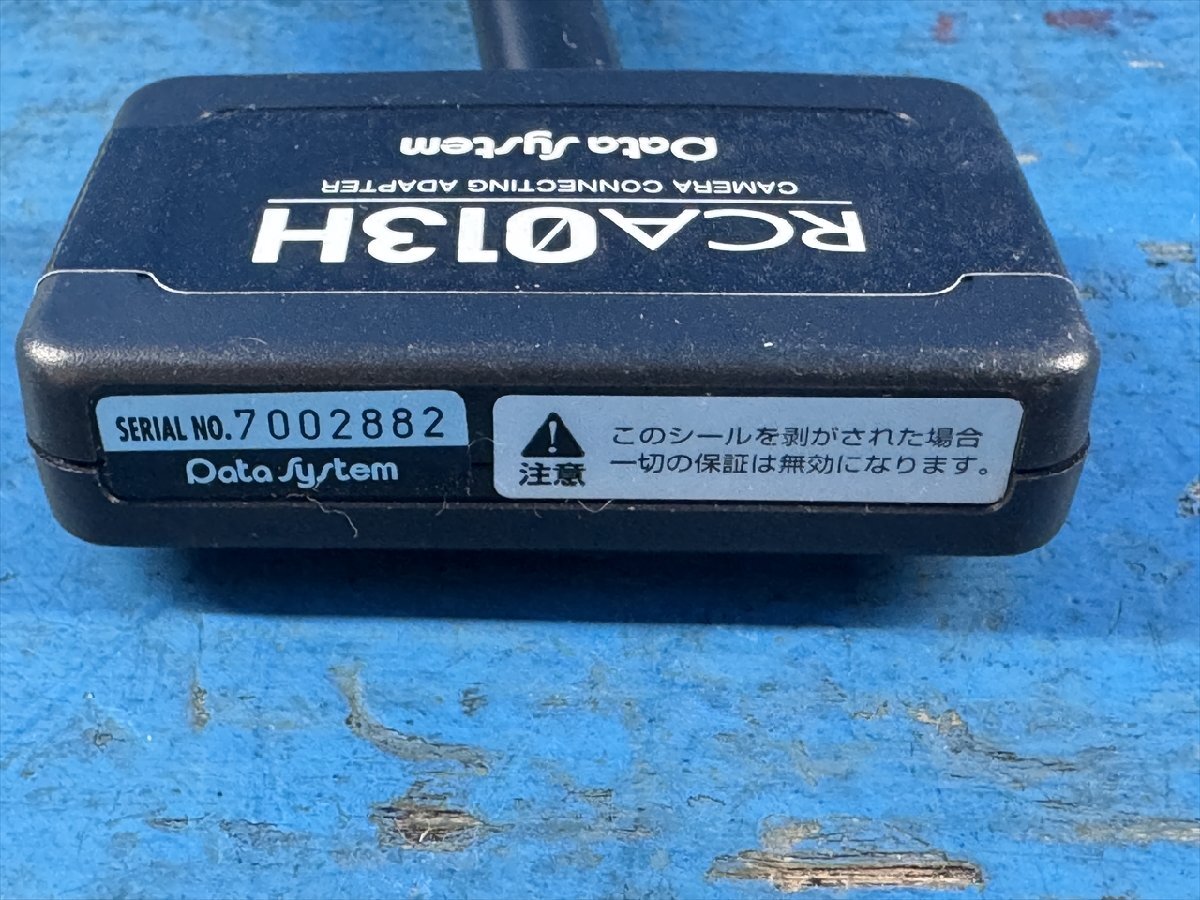 Data System
CAMERA CONNECTING ADAPTER
RCA013H
SERIAL NO. 7002882
Data System
注意
このシールを剥がされた場合
一切の保証は無効になります。